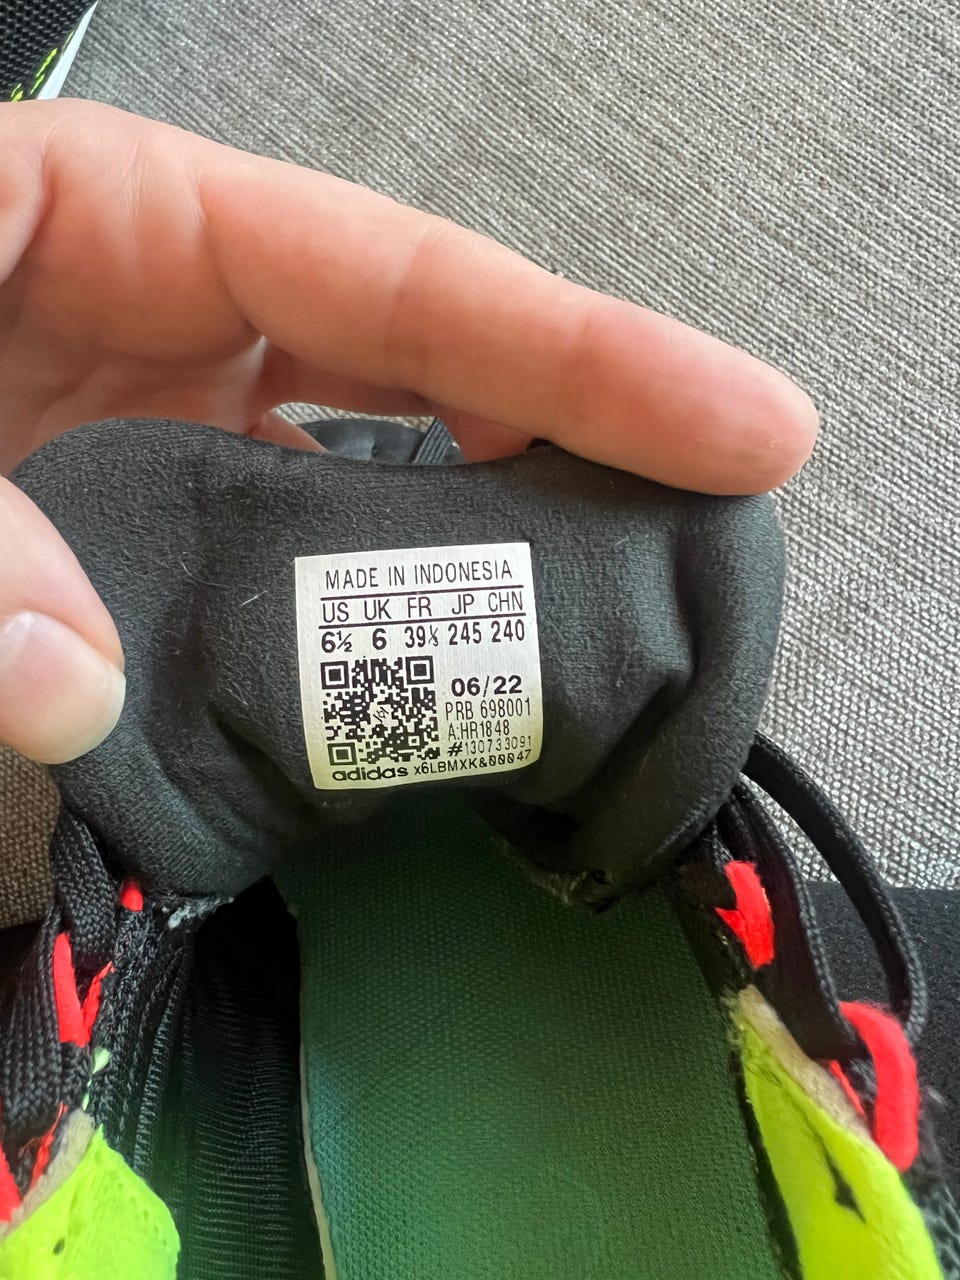 MADE IN INDONESIA
US UK FR JP CHN
6½ 6 39⅓ 245 240
06/22
PRB 698001
A:HR1848
#130733091
adidas x6LBMXK&00047